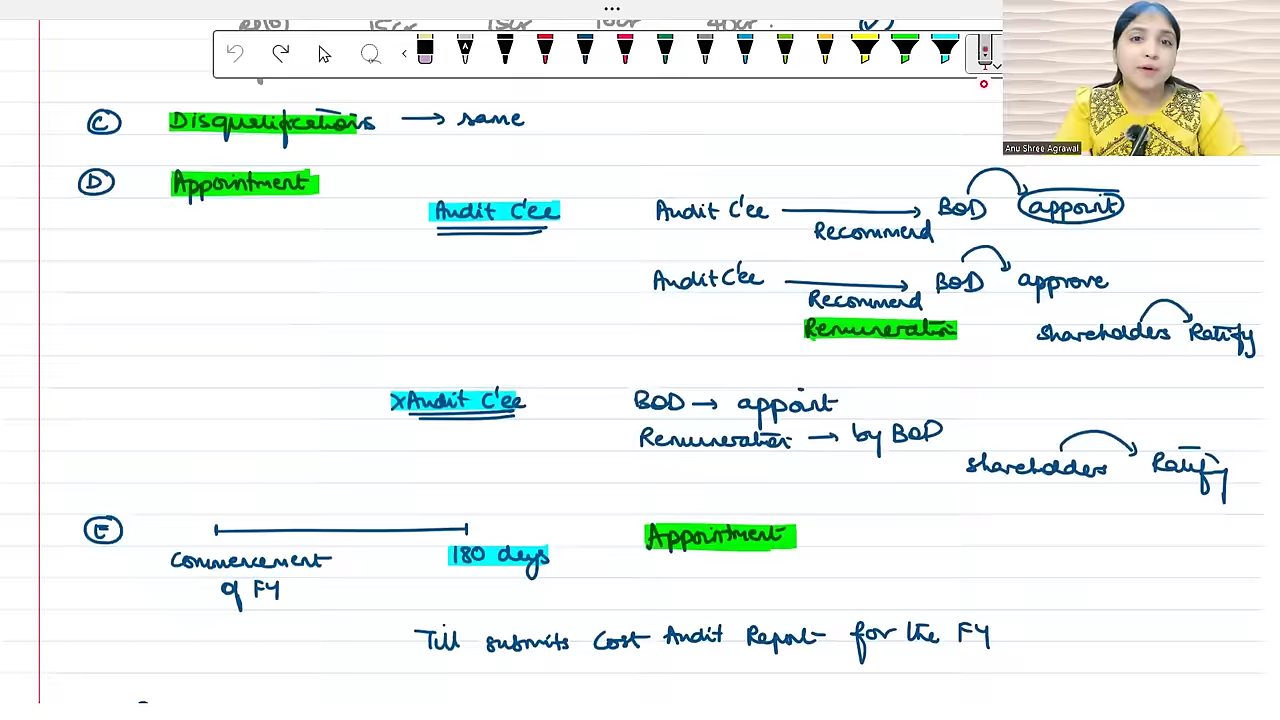 Ⓒ Disqualifications → same
Anu Shree Agrawal
Ⓓ Appointment
Audit C'ee Audit C'ee → BOD appoint
Recommend
Audit C'ee → BOD approve
Recommend
Remuneration shareholders Ratify
XAudit C'ee BOD → appoint
Remuneration → by BOD
shareholders Ratify
Ⓔ Appointment
Commencement 180 days
of FY
Till submits Cost Audit Report for the FY